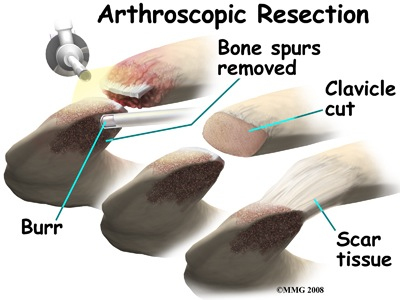 Arthroscopic Resection
Bone spurs
removed
Clavicle
cut
Burr
Scar
tissue
©MMG 2008